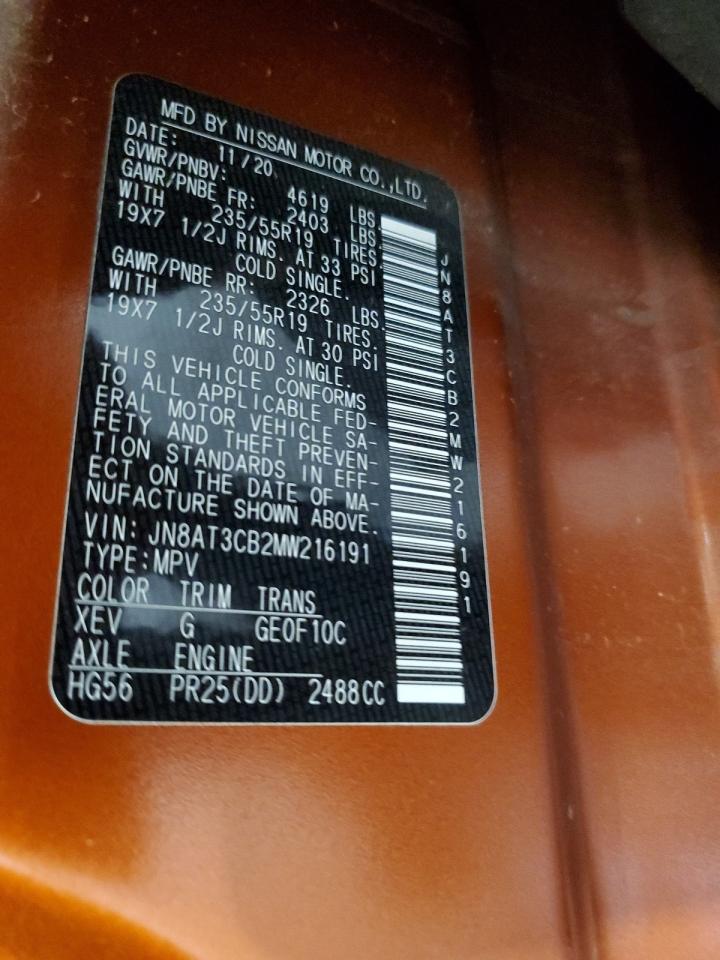 MFD BY NISSAN MOTOR CO.,LTD.
DATE: 11/20
GVWR/PNBV: 4619 LBS
GAWR/PNBE FR: 2403 LBS.
WITH 235/55R19 TIRES.
19X7 1/2J RIMS. AT 33 PSI
COLD SINGLE.
GAWR/PNBE RR: 2326 LBS.
WITH 235/55R19 TIRES.
19X7 1/2J RIMS. AT 30 PSI
COLD SINGLE.
THIS VEHICLE CONFORMS
TO ALL APPLICABLE FED-
ERAL MOTOR VEHICLE SA-
FETY AND THEFT PREVEN-
TION STANDARDS IN EFF-
ECT ON THE DATE OF MA-
NUFACTURE SHOWN ABOVE.
VIN: JN8AT3CB2MW216191
TYPE:MPV
COLOR TRIM TRANS
XEV G GE0F10C
AXLE ENGINE
HG56 PR25(DD) 2488CC
JN8AT3CB2MW216191